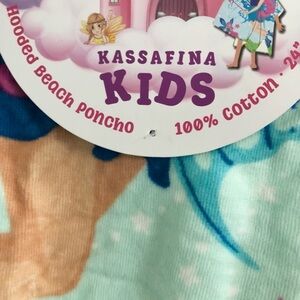 KASSAFINA
KIDS
Hooded Beach Poncho
100% Cotton · 24"